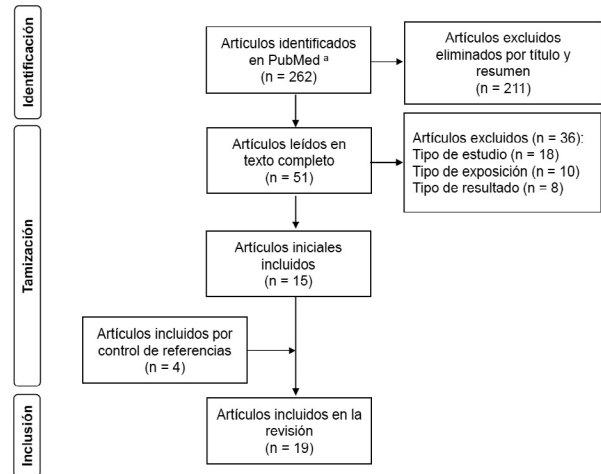 Identificación
Artículos identificados
en PubMed ª
(n = 262)
Artículos excluidos
eliminados por título y
resumen
(n = 211)
Tamización
Artículos leídos en
texto completo
(n = 51)
Artículos excluidos (n = 36):
Tipo de estudio (n = 18)
Tipo de exposición (n = 10)
Tipo de resultado (n = 8)
Artículos iniciales
incluidos
(n = 15)
Artículos incluidos por
control de referencias
(n = 4)
Inclusión
Artículos incluidos en la
revisión
(n = 19)